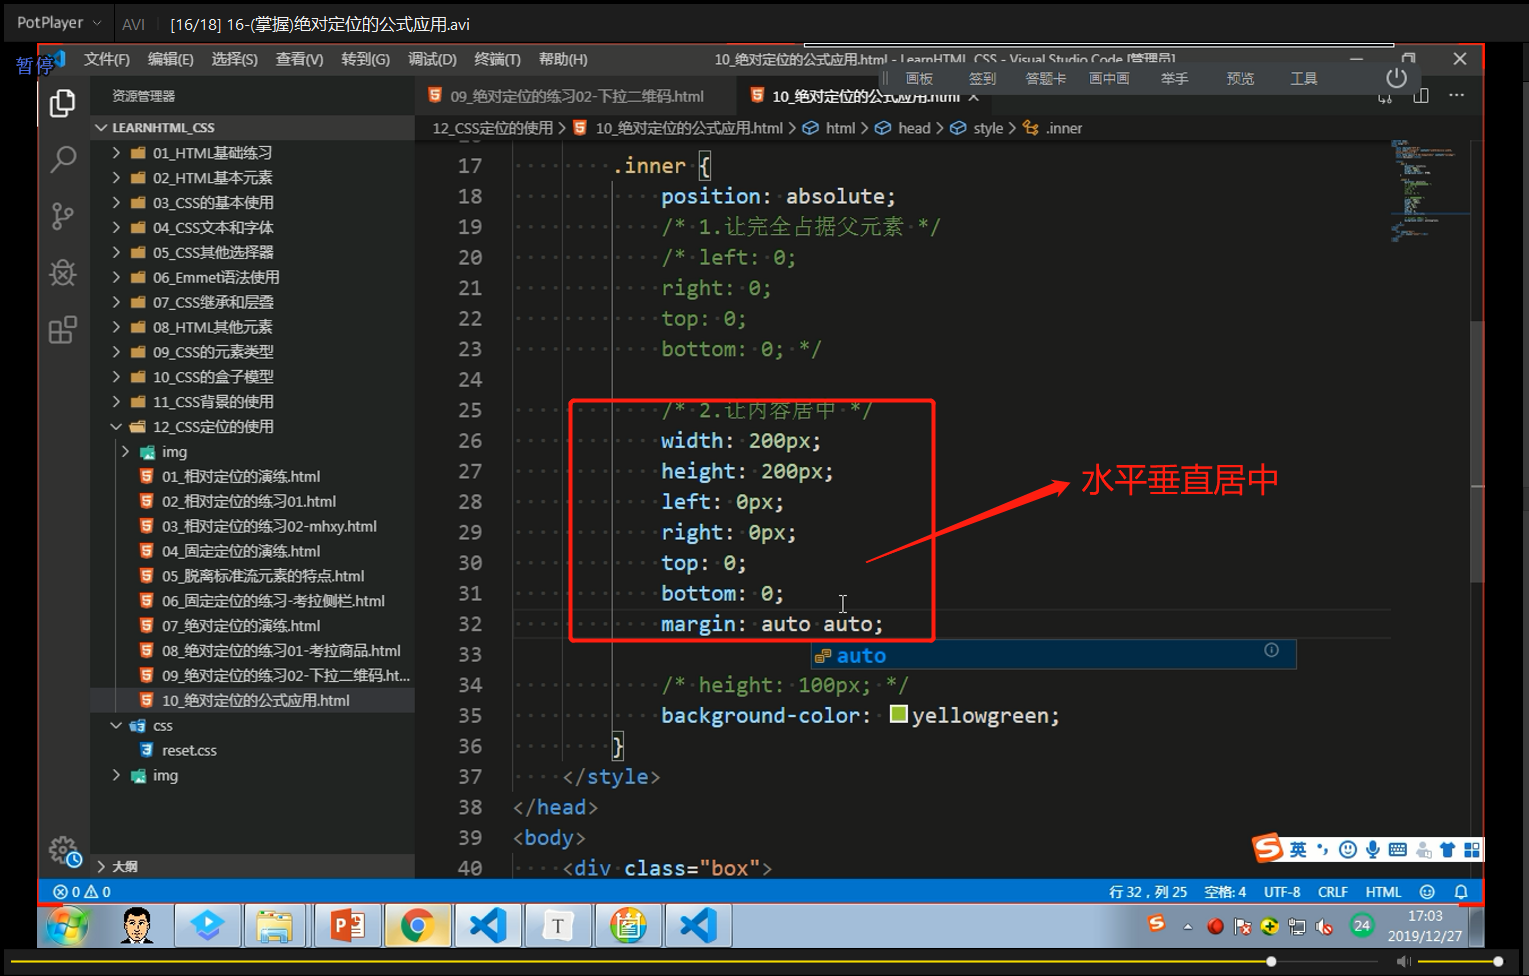 PotPlayer AVI [16/18] 16-(掌握)绝对定位的公式应用.avi
暂停
文件(F) 编辑(E) 选择(S) 查看(V) 转到(G) 调试(D) 终端(T) 帮助(H) 10_绝对定位的公式应用.html - LearnHTML_CSS - Visual Studio Code [管理员]
画板 签到 答题卡 画中画 举手 预览 工具
资源管理器
09_绝对定位的练习02-下拉二维码.html
10_绝对定位的公式应用.html
LEARNHTML_CSS
12_CSS定位的使用 > 10_绝对定位的公式应用.html > html > head > style > .inner
01_HTML基础练习
02_HTML基本元素
03_CSS的基本使用
04_CSS文本和字体
05_CSS其他选择器
06_Emmet语法使用
07_CSS继承和层叠
08_HTML其他元素
09_CSS的元素类型
10_CSS的盒子模型
11_CSS背景的使用
12_CSS定位的使用
img
01_相对定位的演练.html
02_相对定位的练习01.html
03_相对定位的练习02-mhxy.html
04_固定定位的演练.html
05_脱离标准流元素的特点.html
06_固定定位的练习-考拉侧栏.html
07_绝对定位的演练.html
08_绝对定位的练习01-考拉商品.html
09_绝对定位的练习02-下拉二维码.ht...
10_绝对定位的公式应用.html
css
reset.css
img
大纲
17 .inner {
18 position: absolute;
19 /* 1.让完全占据父元素 */
20 /* left: 0;
21 right: 0;
22 top: 0;
23 bottom: 0; */
24
25 /* 2.让内容居中 */
26 width: 200px;
27 height: 200px;
28 left: 0px;
29 right: 0px;
30 top: 0;
31 bottom: 0;
32 margin: auto auto;
33
auto
34 /* height: 100px; */
35 background-color: yellowgreen;
36 }
37 </style>
38 </head>
39 <body>
40 <div class="box">
水平垂直居中
英
0 0
行 32，列 25 空格: 4 UTF-8 CRLF HTML
T
24
17:03
2019/12/27